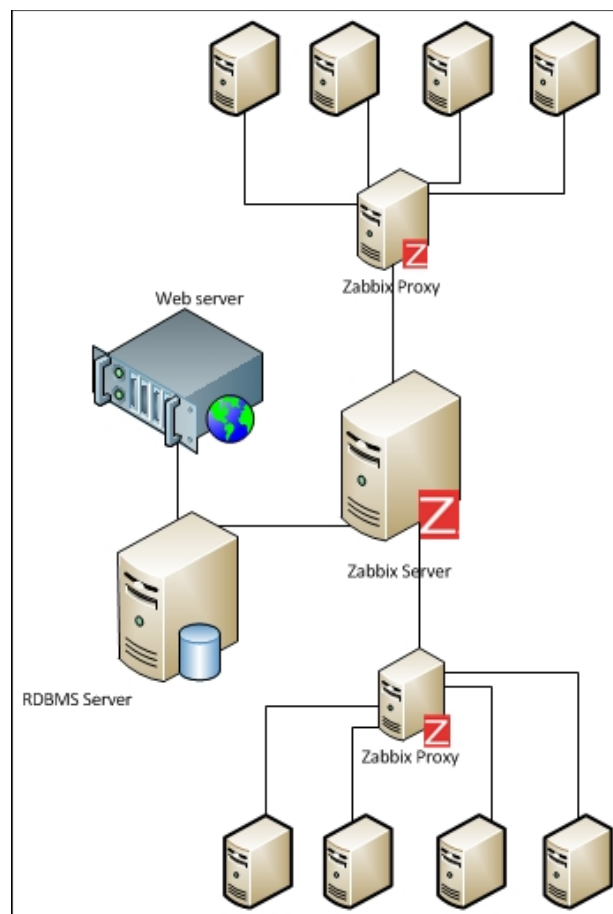 Zabbix Proxy
Web server
Zabbix Server
RDBMS Server
Zabbix Proxy
Z
Z
Z